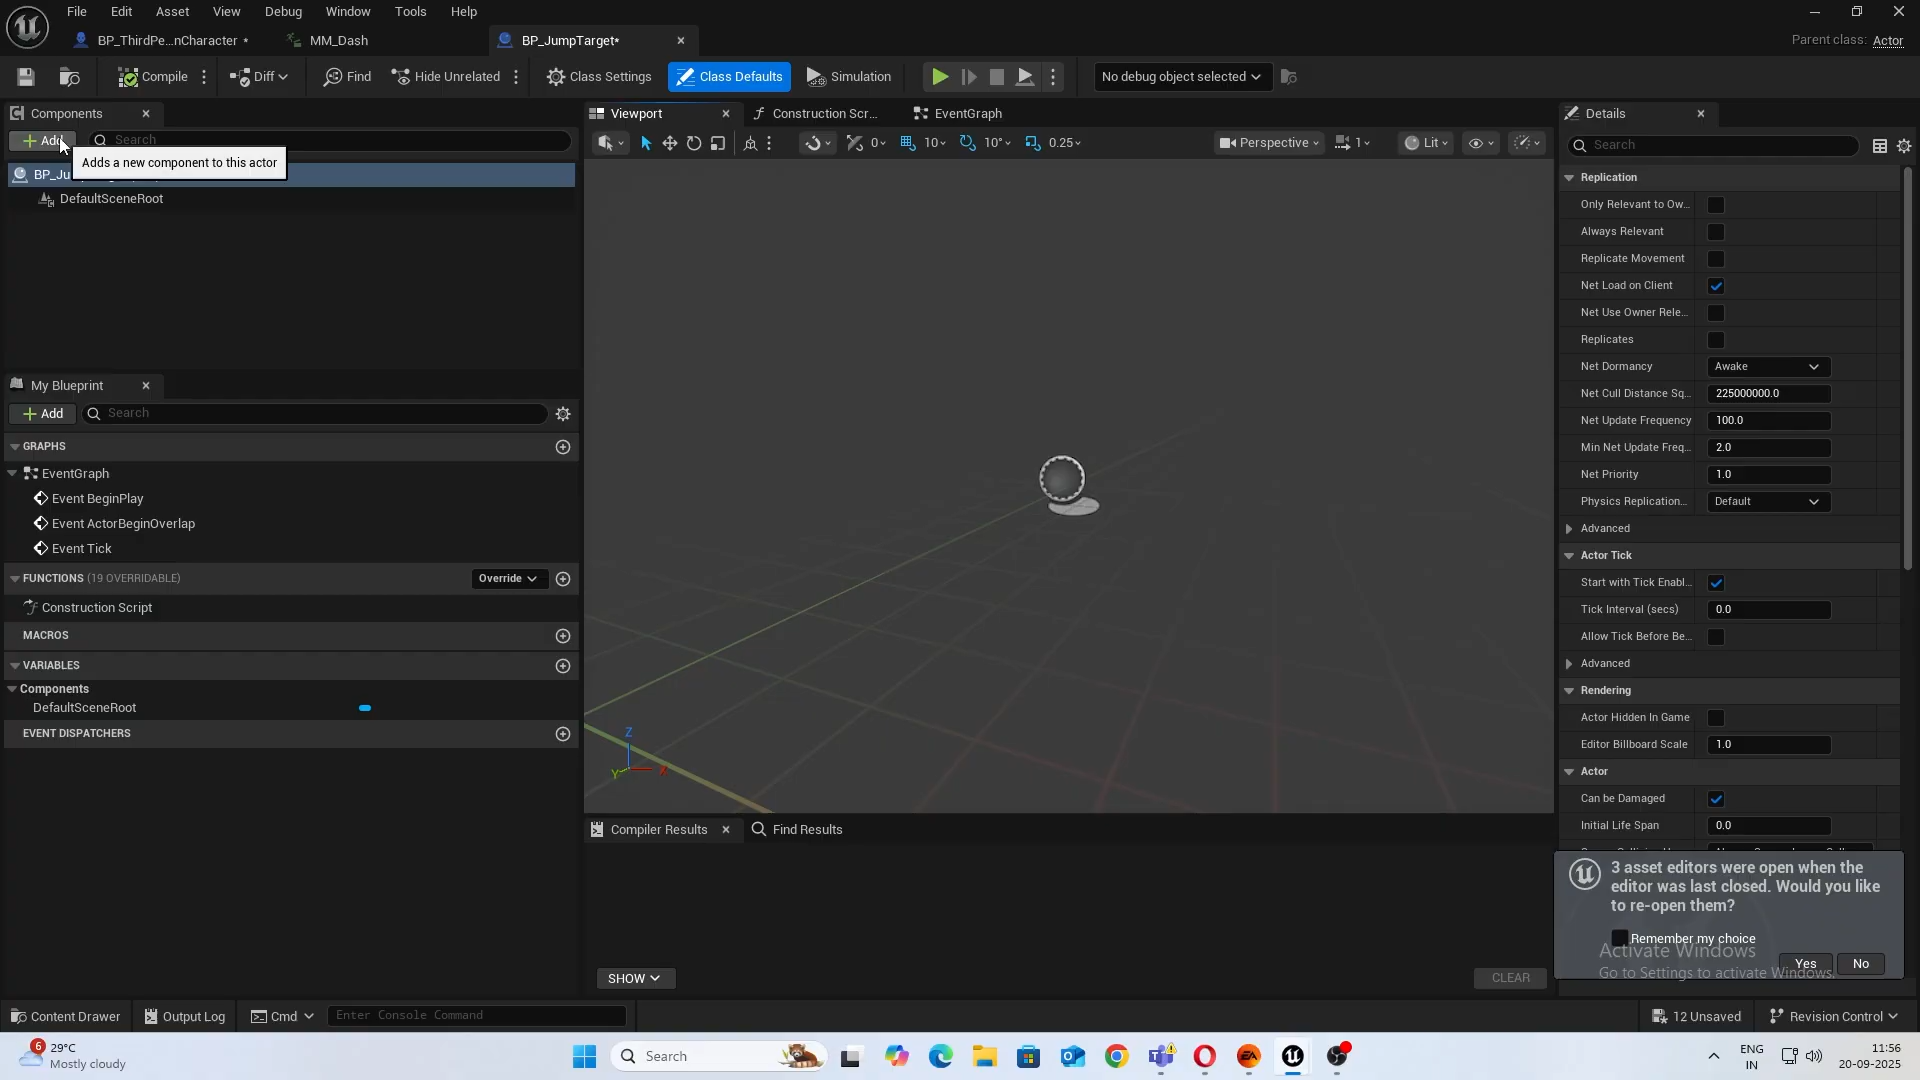 File Edit Asset View Debug Window Tools Help
BP_ThirdPe...nCharacter * MM_Dash BP_JumpTarget* Parent class: Actor
Compile Diff Find Hide Unrelated Class Settings Class Defaults Simulation No debug object selected
Components
Add Search
Adds a new component to this actor
BP_Ju
DefaultSceneRoot
My Blueprint
Add Search
GRAPHS
EventGraph
Event BeginPlay
Event ActorBeginOverlap
Event Tick
FUNCTIONS (19 OVERRIDABLE) Override
Construction Script
MACROS
VARIABLES
Components
DefaultSceneRoot
EVENT DISPATCHERS
Viewport Construction Scr... EventGraph
0 10 10° 0.25 Perspective 1 Lit
Z
Y X
Compiler Results Find Results
SHOW CLEAR
Details
Search
Replication
Only Relevant to Ow...
Always Relevant
Replicate Movement
Net Load on Client
Net Use Owner Rele...
Replicates
Net Dormancy Awake
Net Cull Distance Sq... 225000000.0
Net Update Frequency 100.0
Min Net Update Freq... 2.0
Net Priority 1.0
Physics Replication... Default
Advanced
Actor Tick
Start with Tick Enabl...
Tick Interval (secs) 0.0
Allow Tick Before Be...
Advanced
Rendering
Actor Hidden In Game
Editor Billboard Scale 1.0
Actor
Can be Damaged
Initial Life Span 0.0
3 asset editors were open when the
editor was last closed. Would you like
to re-open them?
Remember my choice
Yes No
Activate Windows
Go to Settings to activate Windows.
Content Drawer Output Log Cmd Enter Console Command 12 Unsaved Revision Control
6 29°C
Mostly cloudy
Search
ENG
IN
11:56
20-09-2025